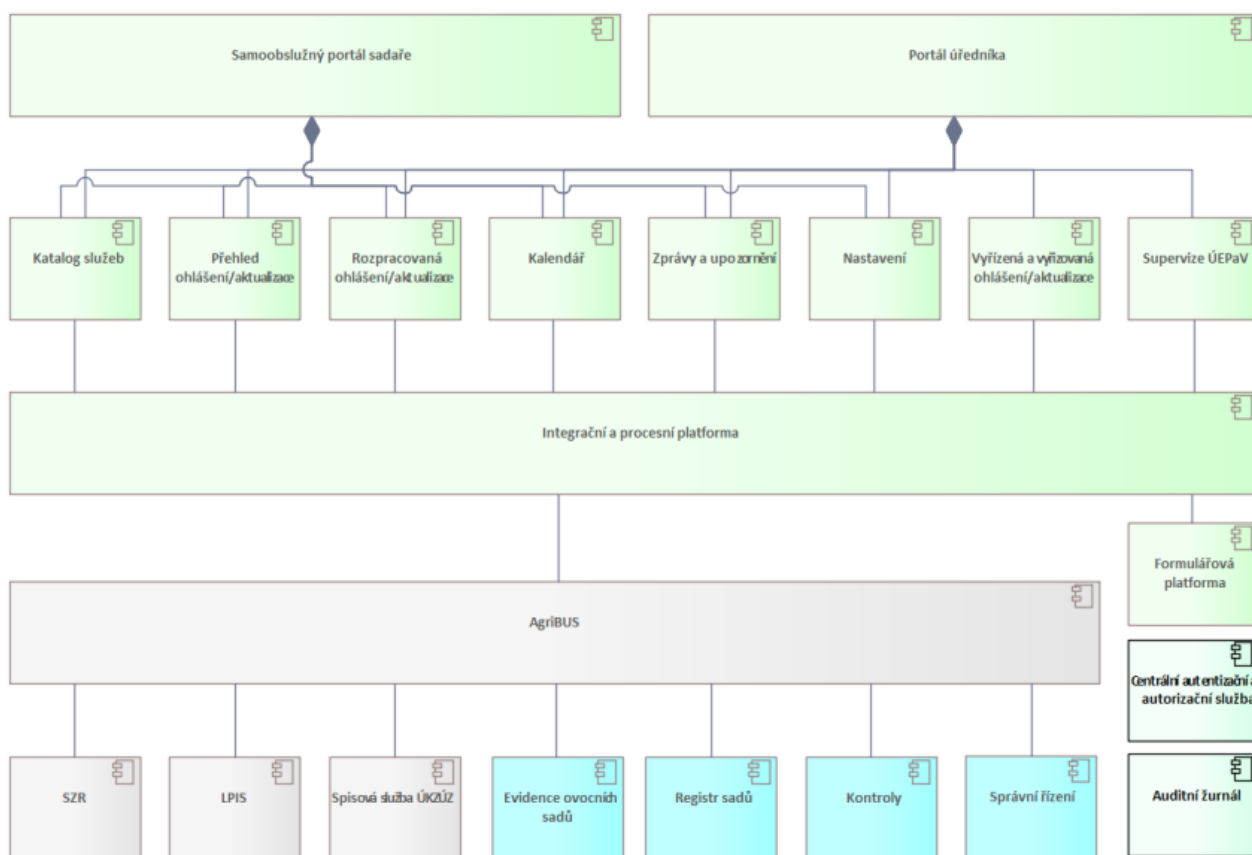 Samoobslužný portál sadaře
Portál úředníka
Katalog služeb
Přehled
ohlášení/aktualizace
Rozpracovaná
ohlášení/aktualizace
Kalendář
Zprávy a upozornění
Nastavení
Vyřízená a vyřizovaná
ohlášení/aktualizace
Supervize ÚEPaV
Integrační a procesní platforma
Formulářová
platforma
AgriBUS
Centrální autentizační a
autorizační služba
SZR
LPIS
Spisová služba ÚKZÚZ
Evidence ovocních
sadů
Registr sadů
Kontroly
Správní řízení
Auditní žurnál